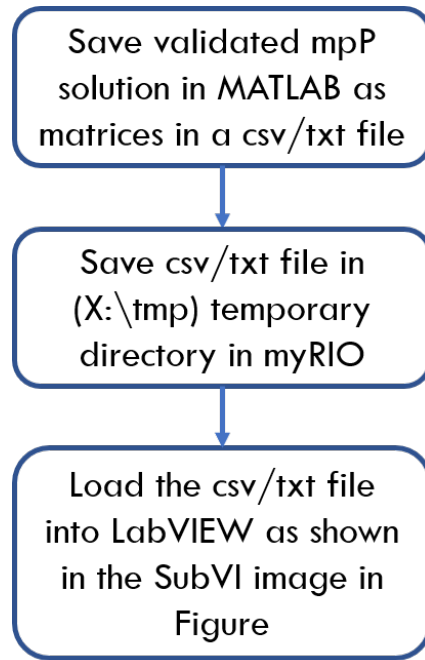 Save validated mpP
solution in MATLAB as
matrices in a csv/txt file
Save csv/txt file in
(X:\tmp) temporary
directory in myRIO
Load the csv/txt file
into LabVIEW as shown
in the SubVI image in
Figure